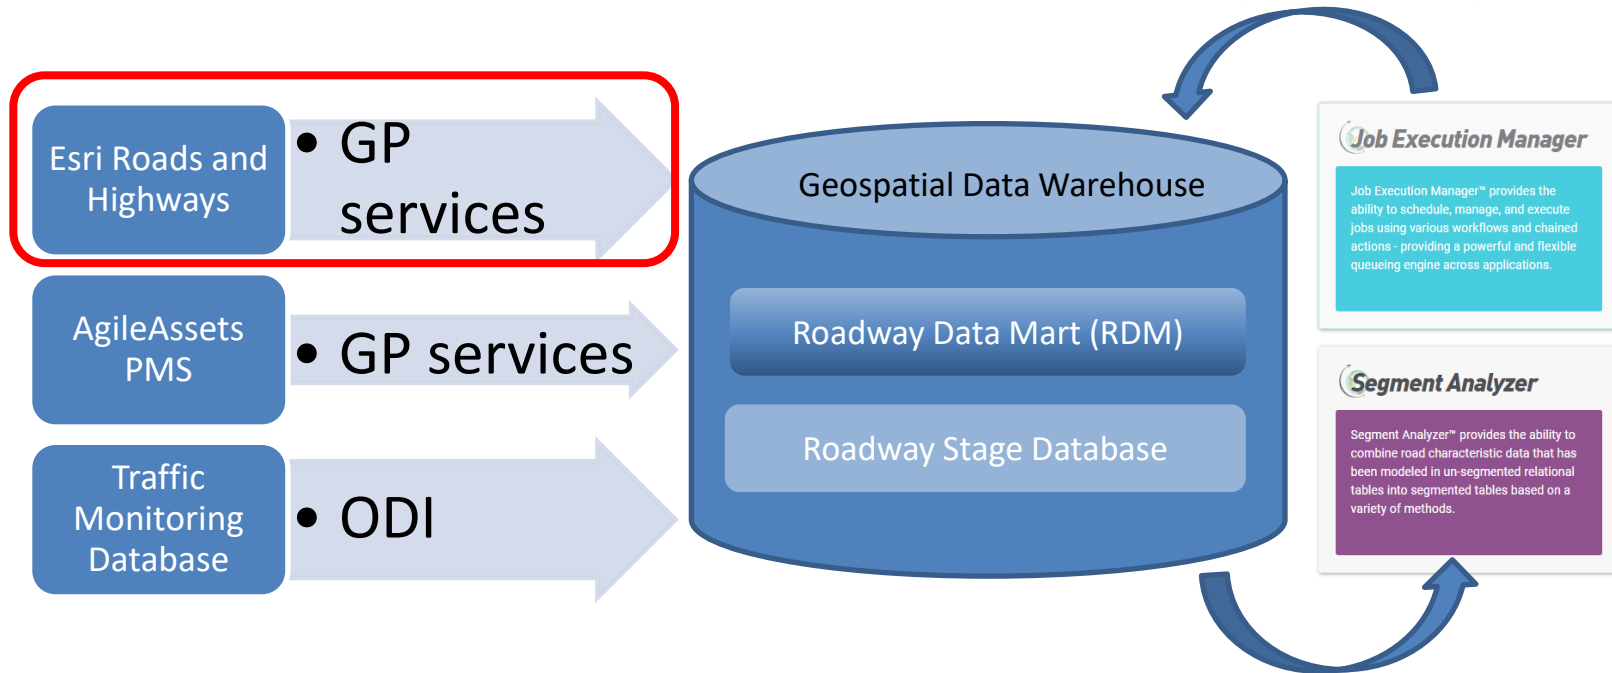 Esri Roads and
Highways
• GP
services
AgileAssets
PMS
• GP services
Traffic
Monitoring
Database
• ODI
Geospatial Data Warehouse
Roadway Data Mart (RDM)
Roadway Stage Database
Job Execution Manager
Job Execution Manager™ provides the
ability to schedule, manage, and execute
jobs using various workflows and chained
actions - providing a powerful and flexible
queueing engine across applications.
Segment Analyzer
Segment Analyzer™ provides the ability to
combine road characteristic data that has
been modeled in un-segmented relational
tables into segmented tables based on a
variety of methods.